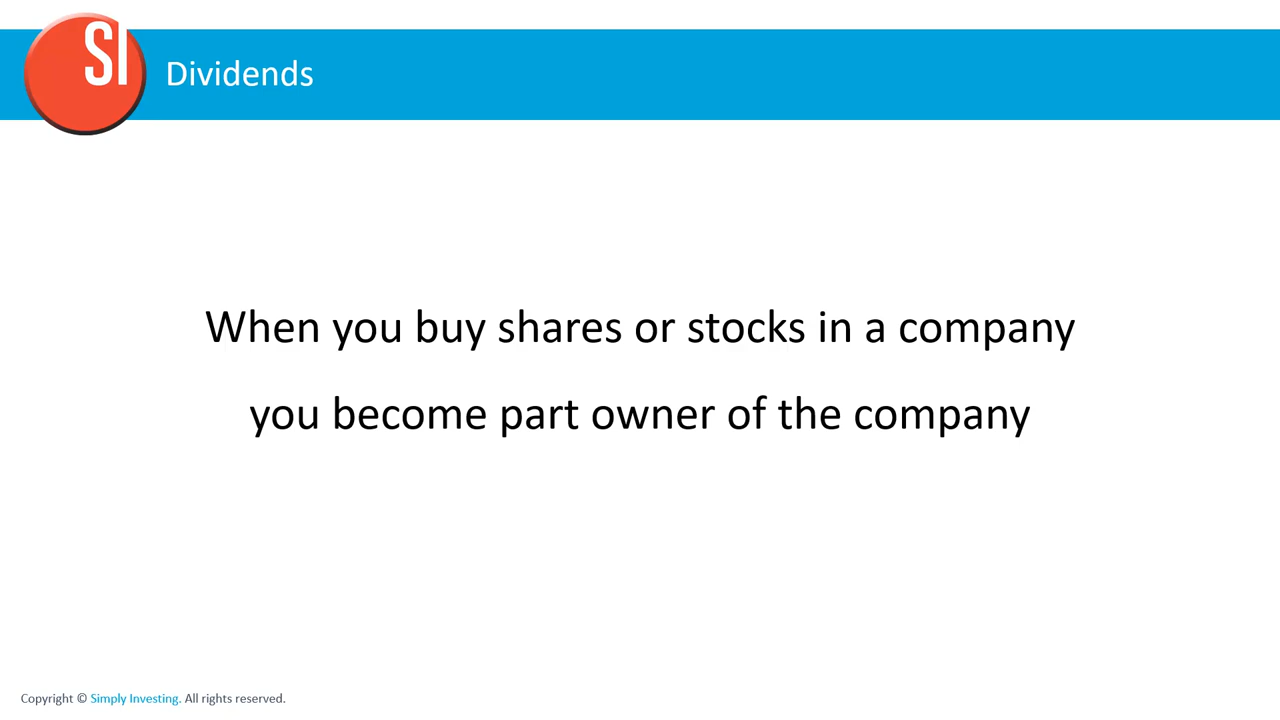 SI
Dividends
When you buy shares or stocks in a company
you become part owner of the company
Copyright © Simply Investing. All rights reserved.